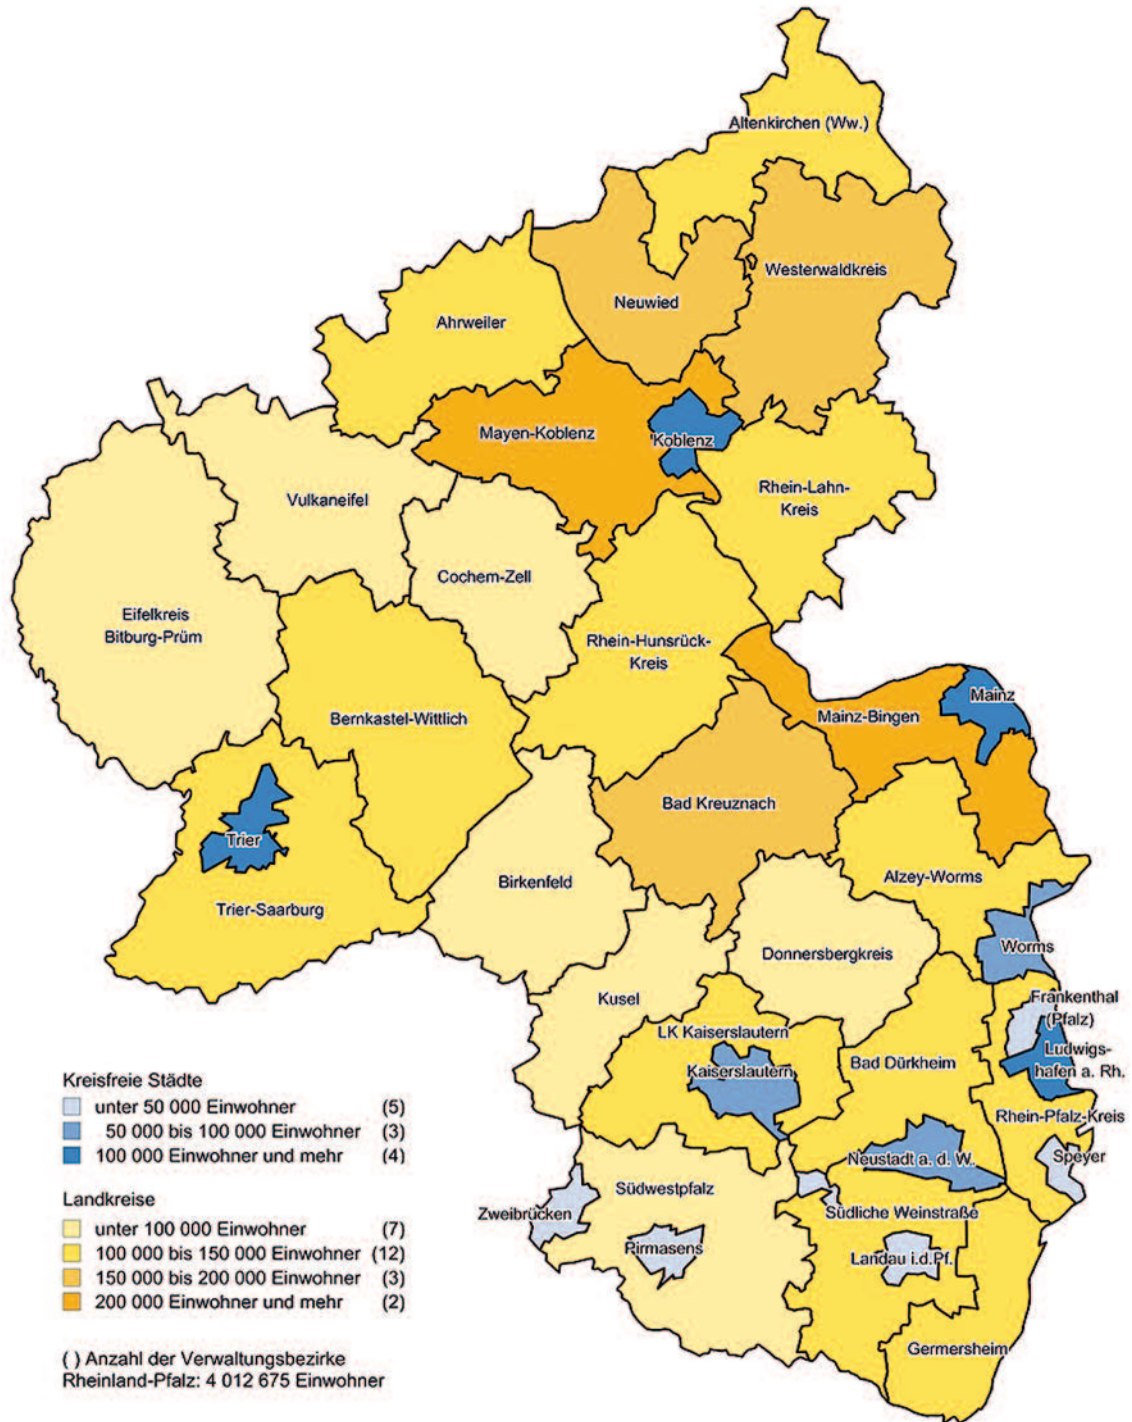 Altenkirchen (Ww.)
Westerwaldkreis
Neuwied
Ahrweiler
Mayen-Koblenz
Koblenz
Rhein-Lahn-
Kreis
Vulkaneifel
Cochem-Zell
Eifelkreis
Bitburg-Prüm
Rhein-Hunsrück-
Kreis
Bernkastel-Wittlich
Mainz
Mainz-Bingen
Bad Kreuznach
Trier
Alzey-Worms
Birkenfeld
Trier-Saarburg
Donnersbergkreis
Worms
Kusel
Frankenthal
(Pfalz)
LK Kaiserslautern
Ludwigs-
hafen a. Rh.
Bad Dürkheim
Kaiserslautern
Rhein-Pfalz-Kreis
Neustadt a. d. W.
Speyer
Südwestpfalz
Zweibrücken
Südliche Weinstraße
Pirmasens
Landau i.d.Pf.
Germersheim
Kreisfreie Städte
unter 50 000 Einwohner (5)
50 000 bis 100 000 Einwohner (3)
100 000 Einwohner und mehr (4)
Landkreise
unter 100 000 Einwohner (7)
100 000 bis 150 000 Einwohner (12)
150 000 bis 200 000 Einwohner (3)
200 000 Einwohner und mehr (2)
( ) Anzahl der Verwaltungsbezirke
Rheinland-Pfalz: 4 012 675 Einwohner